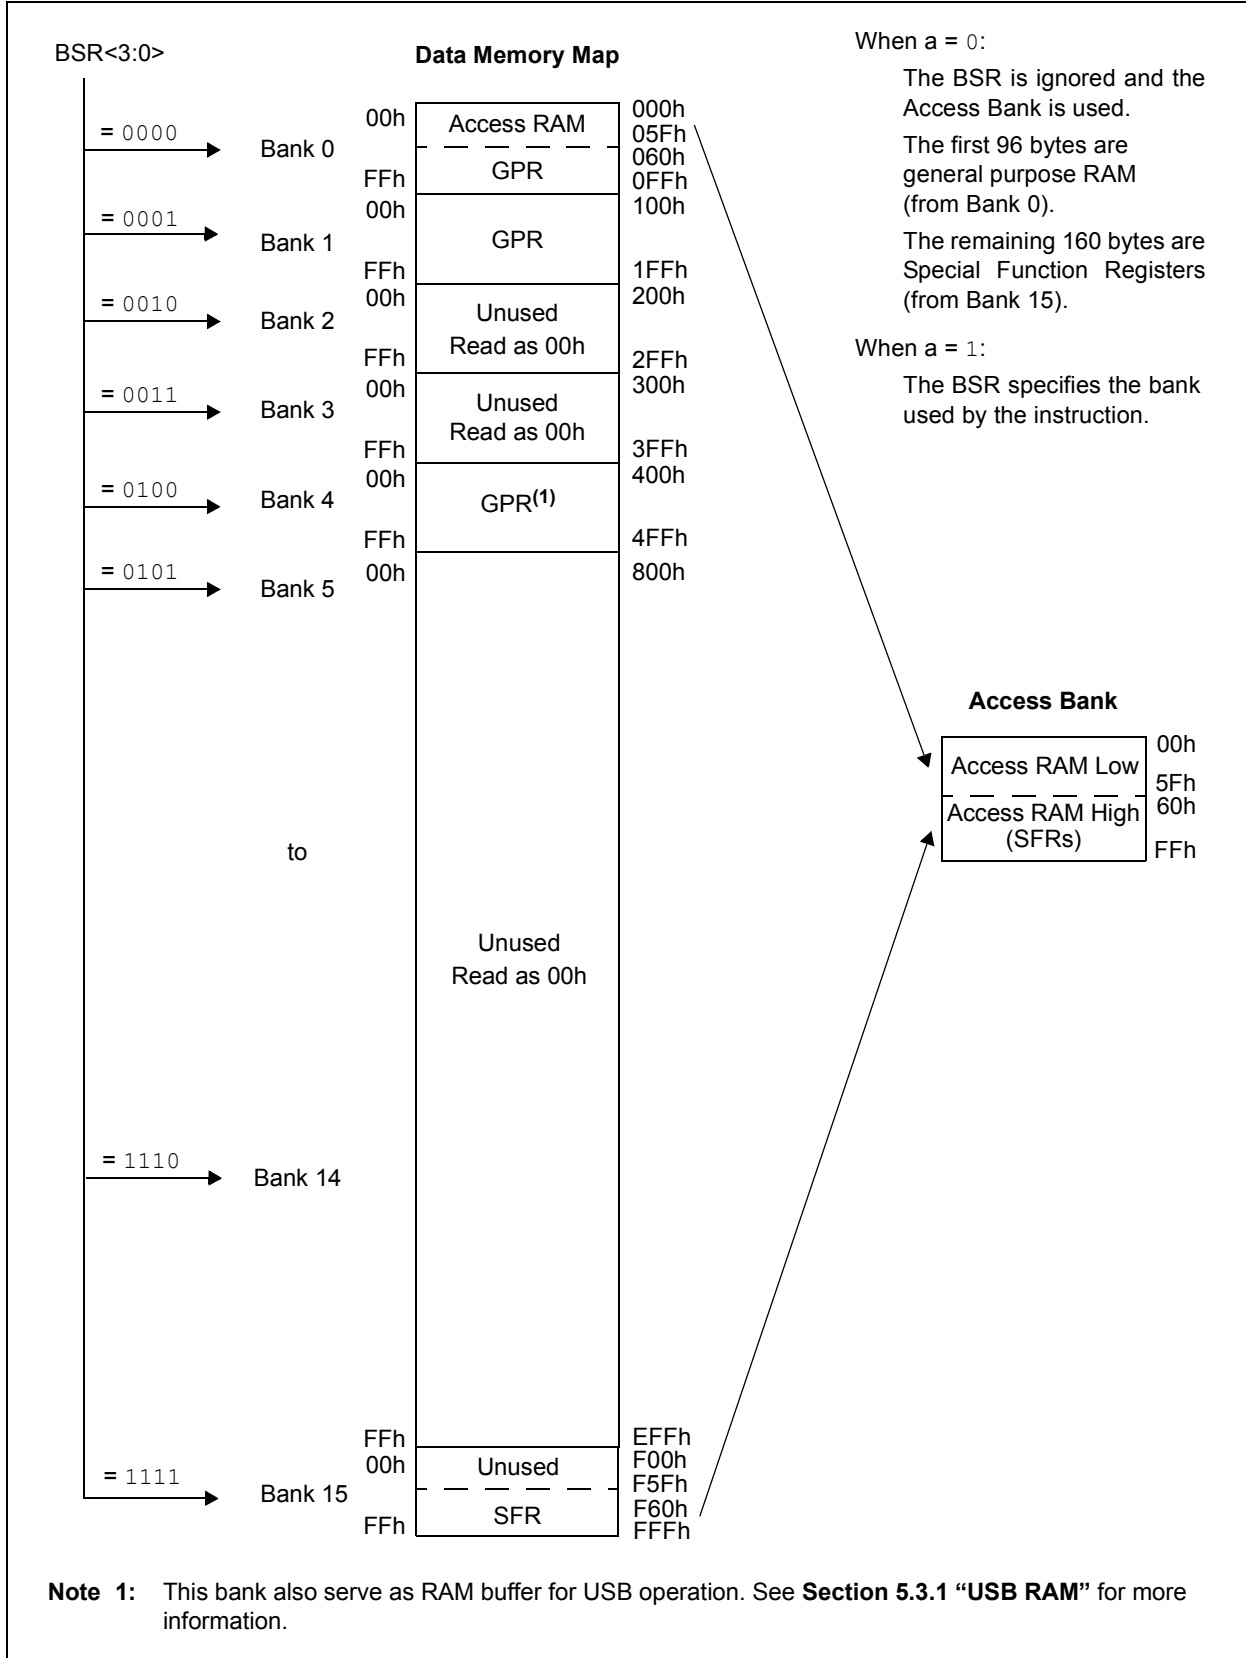 BSR<3:0>
Data Memory Map
When a = 0:
The BSR is ignored and the
Access Bank is used.
The first 96 bytes are
general purpose RAM
(from Bank 0).
The remaining 160 bytes are
Special Function Registers
(from Bank 15).
When a = 1:
The BSR specifies the bank
used by the instruction.
= 0000
Bank 0
00h
Access RAM
000h
05Fh
060h
FFh
GPR
0FFh
= 0001
Bank 1
00h
GPR
100h
FFh
1FFh
= 0010
Bank 2
00h
Unused
Read as 00h
200h
FFh
2FFh
= 0011
Bank 3
00h
Unused
Read as 00h
300h
FFh
3FFh
= 0100
Bank 4
00h
GPR(1)
400h
FFh
4FFh
= 0101
Bank 5
00h
800h
Access Bank
Access RAM Low
00h
5Fh
Access RAM High
(SFRs)
60h
FFh
to
Unused
Read as 00h
= 1110
Bank 14
FFh
EFFh
= 1111
Bank 15
00h
Unused
F00h
F5Fh
SFR
F60h
FFh
FFFh
Note 1: This bank also serve as RAM buffer for USB operation. See Section 5.3.1 “USB RAM” for more
information.